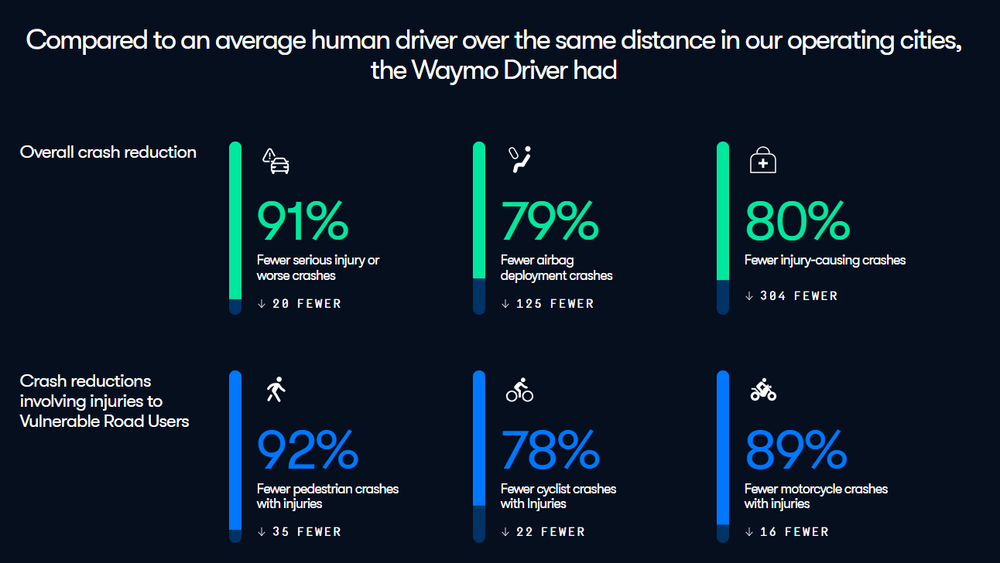 Compared to an average human driver over the same distance in our operating cities,
the Waymo Driver had
Overall crash reduction
91%
Fewer serious injury or
worse crashes
↓ 20 FEWER
79%
Fewer airbag
deployment crashes
↓ 125 FEWER
80%
Fewer injury-causing crashes
↓ 304 FEWER
Crash reductions
involving injuries to
Vulnerable Road Users
92%
Fewer pedestrian crashes
with injuries
↓ 35 FEWER
78%
Fewer cyclist crashes
with Injuries
↓ 22 FEWER
89%
Fewer motorcycle crashes
with injuries
↓ 16 FEWER